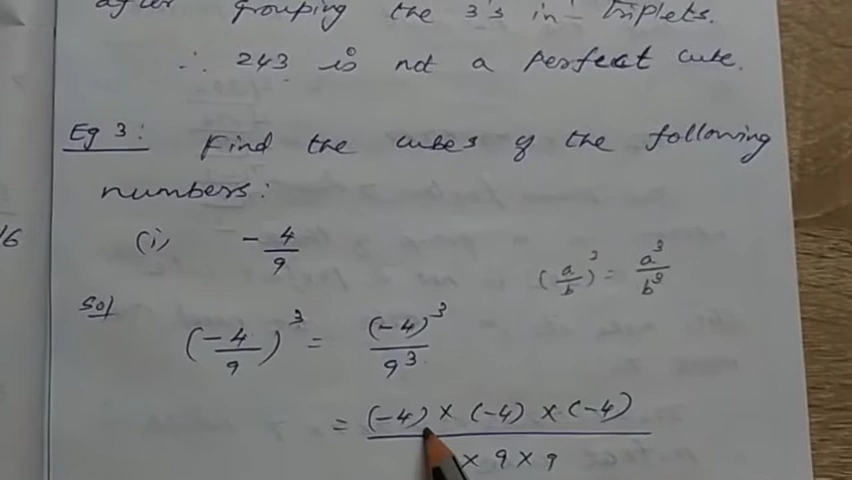 after grouping the 3's in triplets.
∴ 243 is not a perfect cube.
Eg 3: Find the cubes of the following
numbers:
(i) -4/9
(a/b)³ = a³/b³
Sol
(-4/9)³ = (-4)³/9³
= (-4) × (-4) × (-4)
× 9 × 9